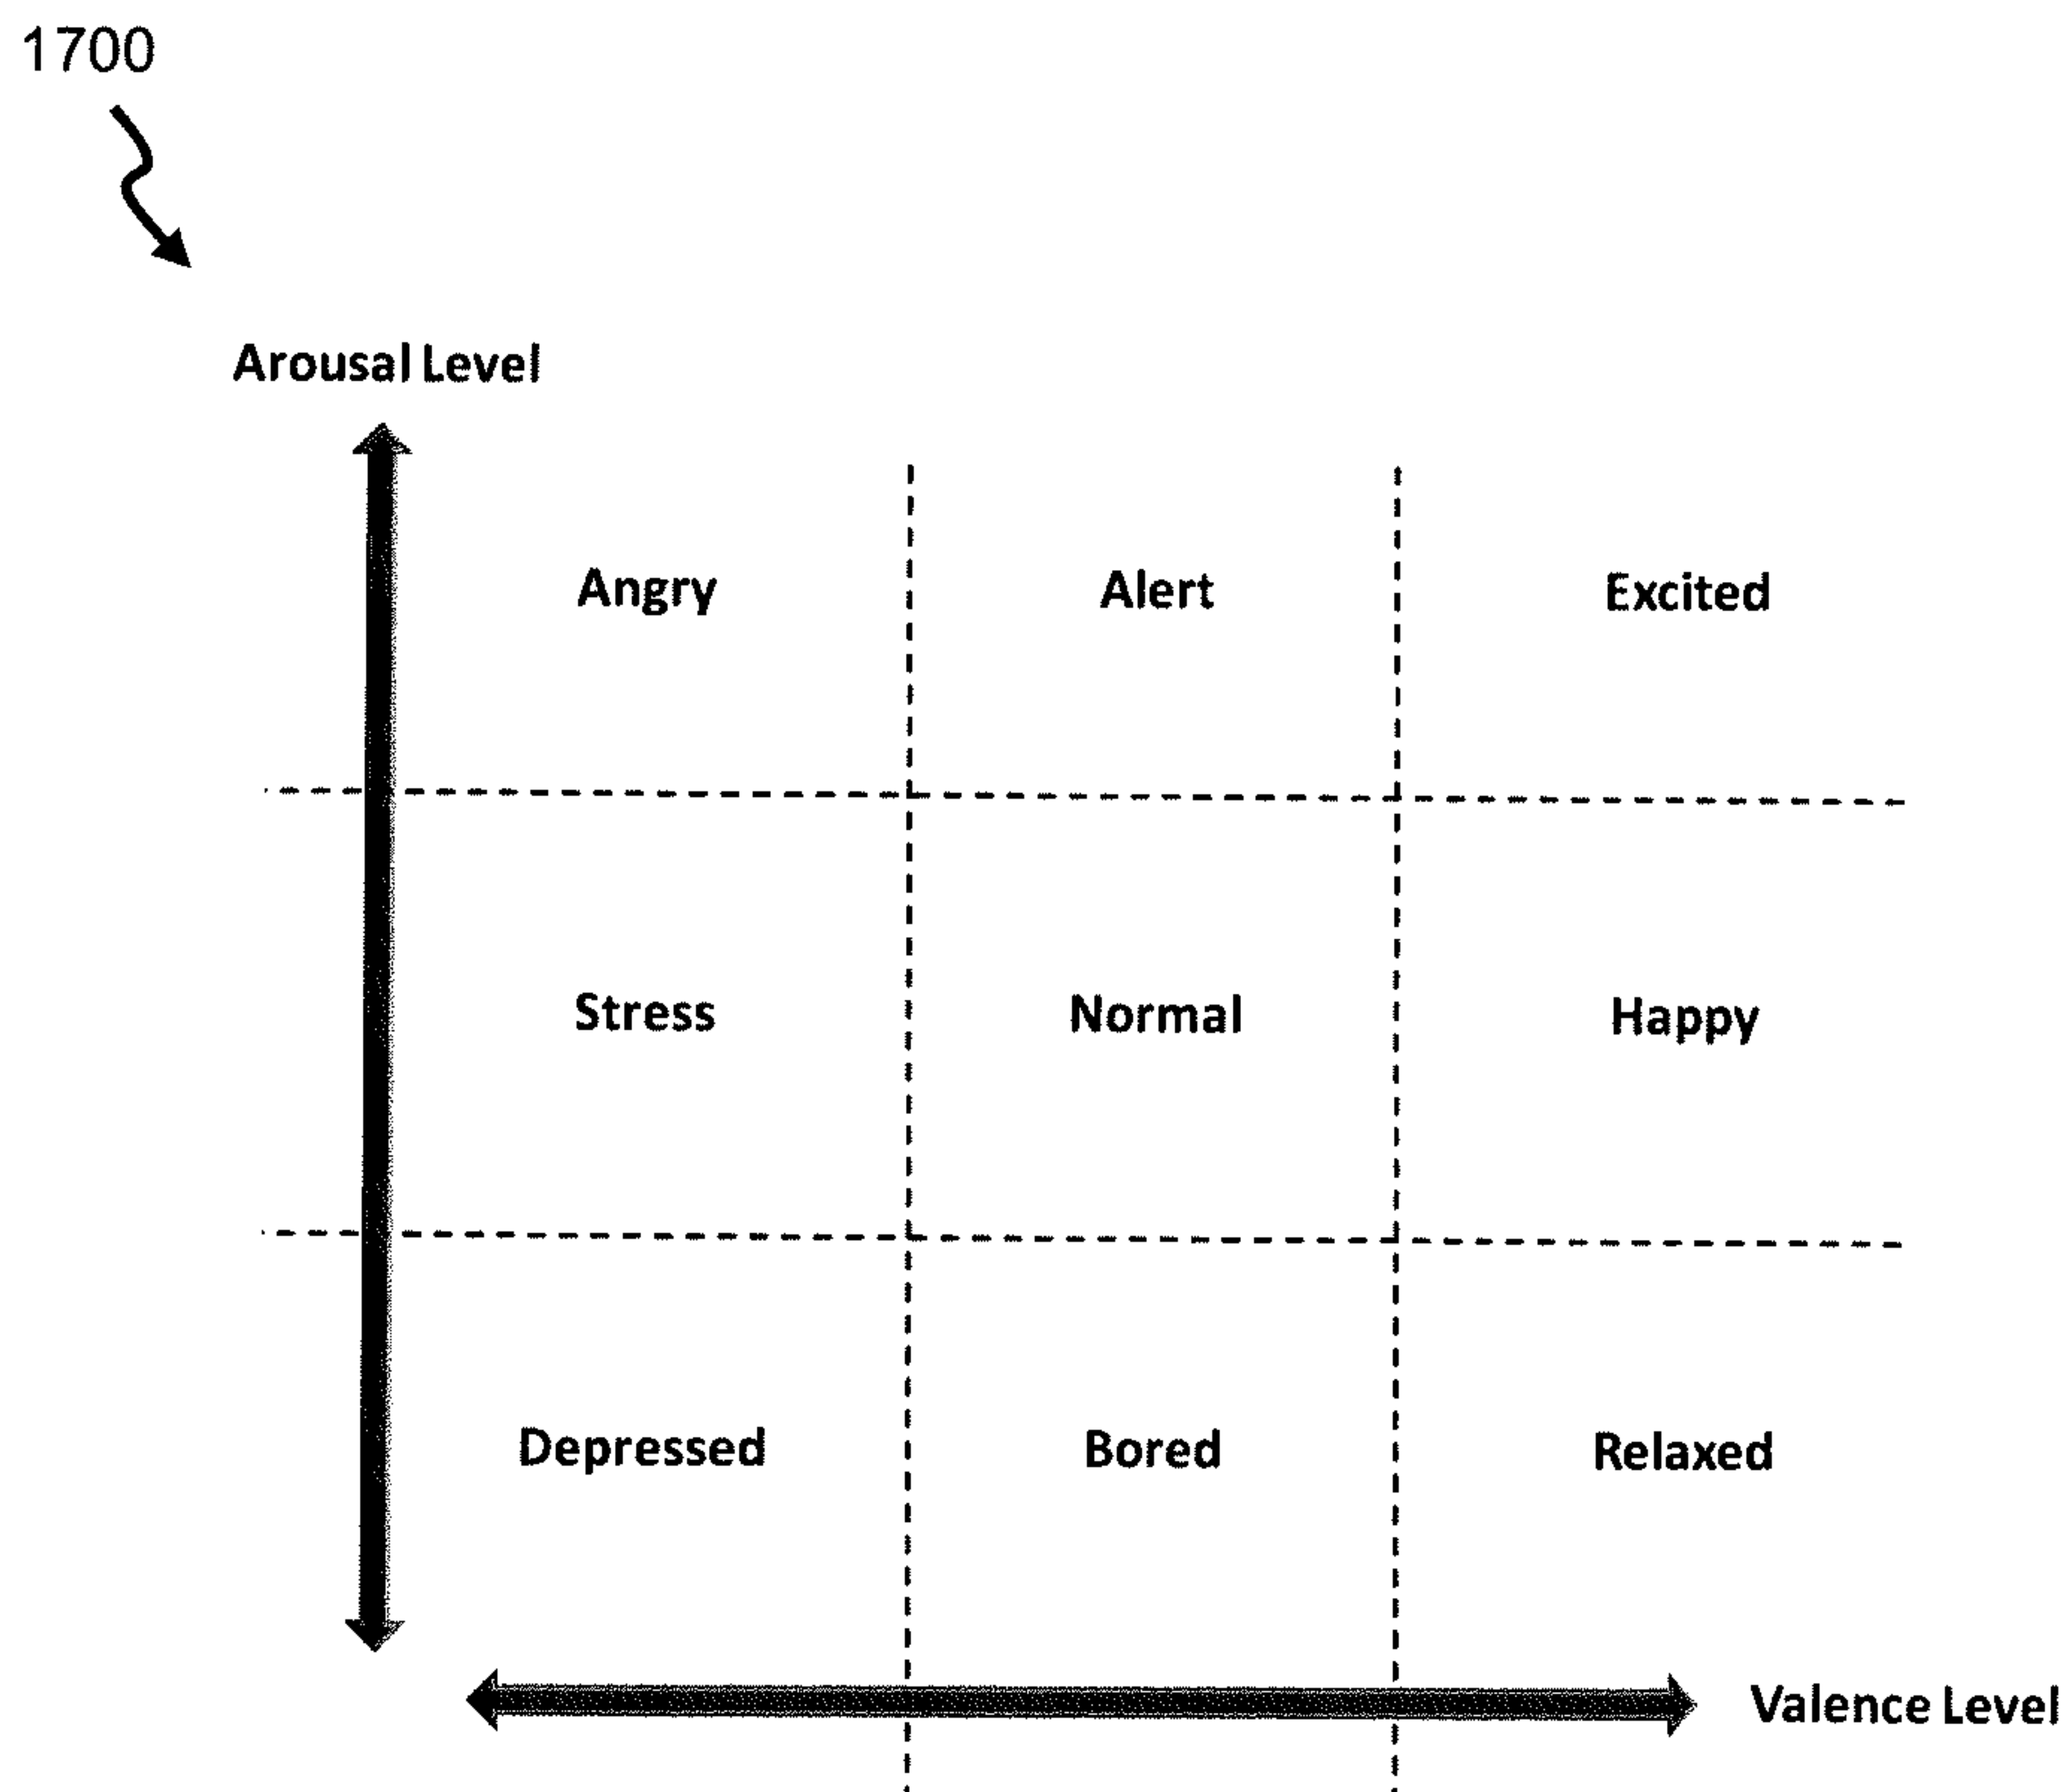 1700
Arousal Level
Angry Alert Excited
Stress Normal Happy
Depressed Bored Relaxed
Valence Level